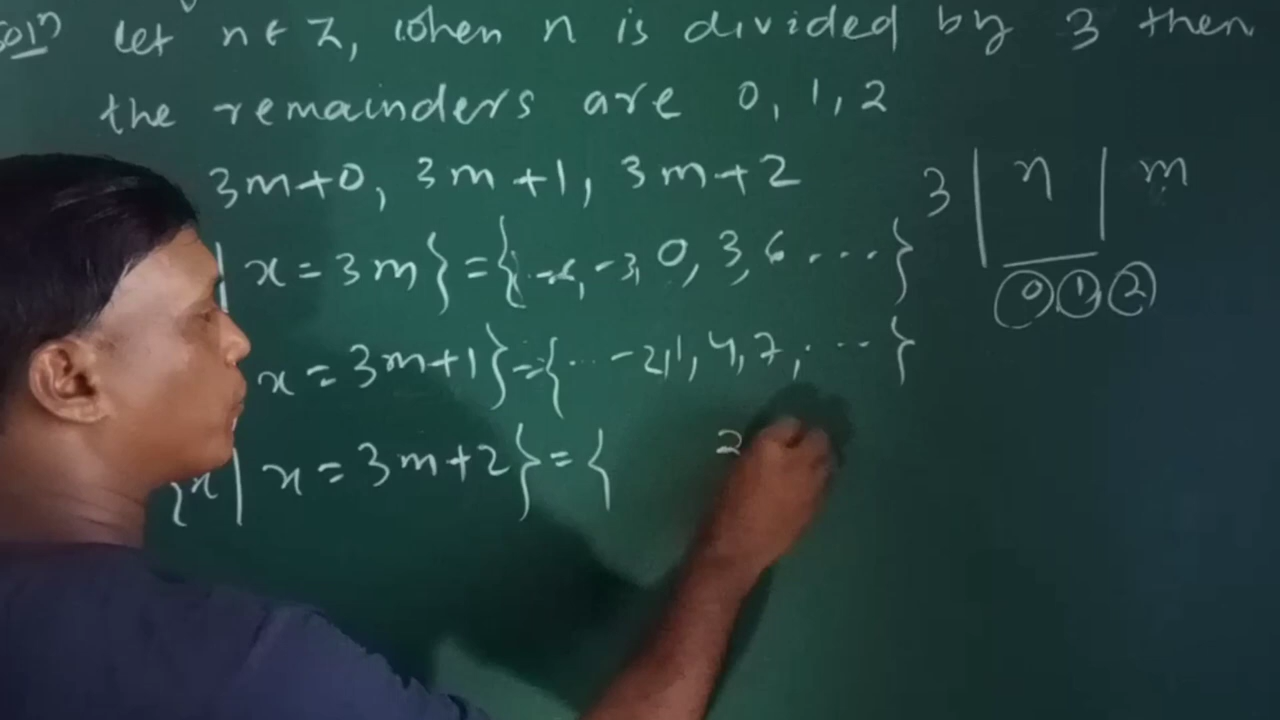 Soln Let n ∈ Z, when n is divided by 3 then
the remainders are 0, 1, 2
3m+0, 3m+1, 3m+2
3 | n | m
0 1 2
| x = 3m} = {-6, -3, 0, 3, 6 ... }
x = 3m+1} = {... -2, 1, 4, 7, ... }
{x | x = 3m+2} = { 2